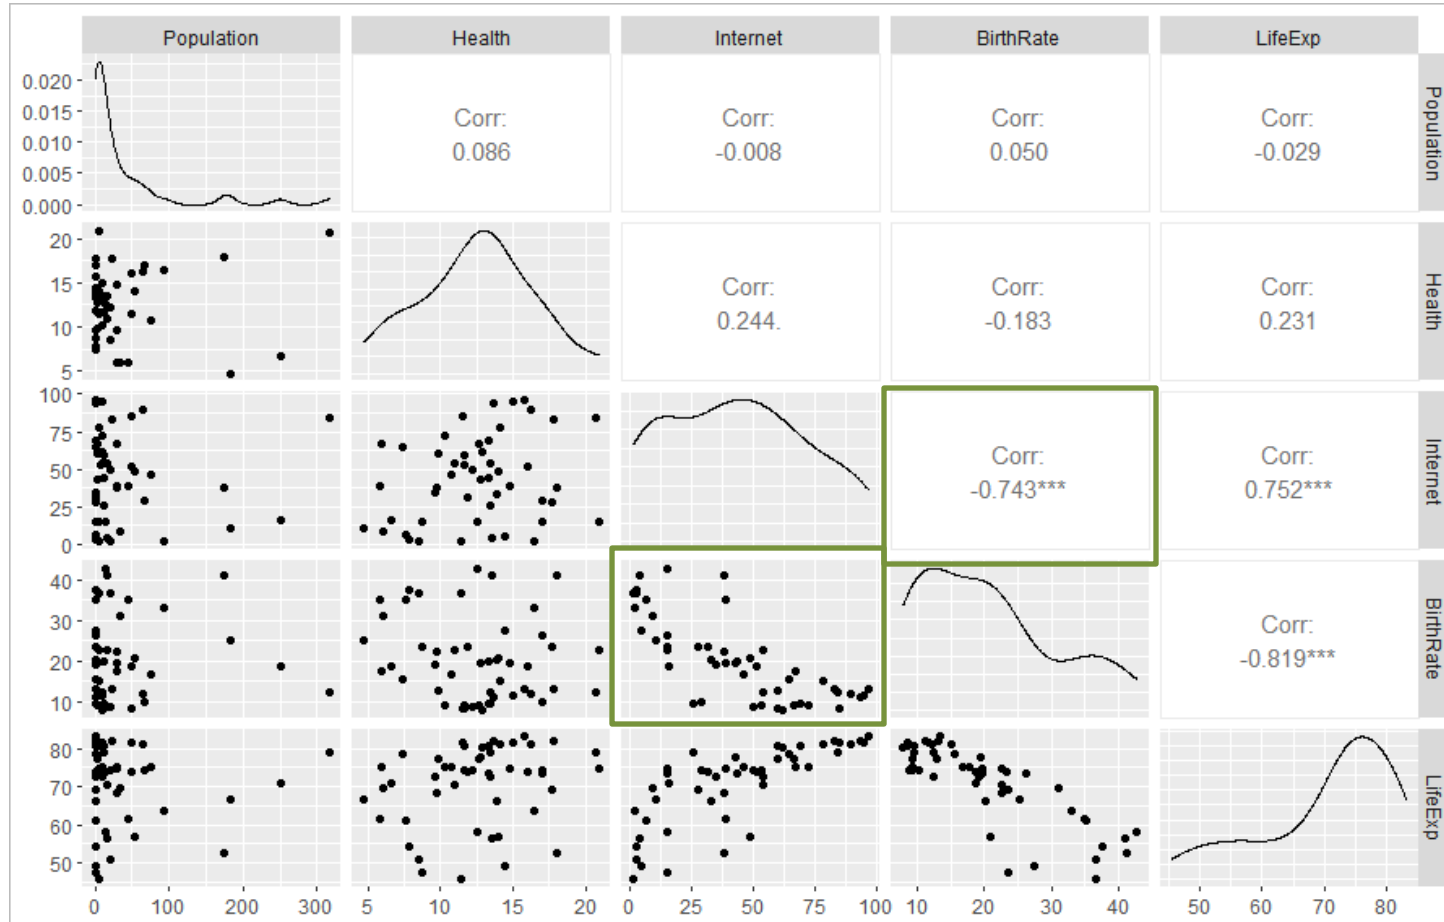 Population Health Internet BirthRate LifeExp
0.020
0.015
0.010
0.005
0.000
Corr:
0.086
Corr:
-0.008
Corr:
0.050
Corr:
-0.029
Population
20
15
10
5
Corr:
0.244.
Corr:
-0.183
Corr:
0.231
Health
100
75
50
25
0
Corr:
-0.743***
Corr:
0.752***
Internet
40
30
20
10
Corr:
-0.819***
BirthRate
80
70
60
50
LifeExp
0 100 200 300 5 10 15 20 0 25 50 75 100 10 20 30 40 50 60 70 80